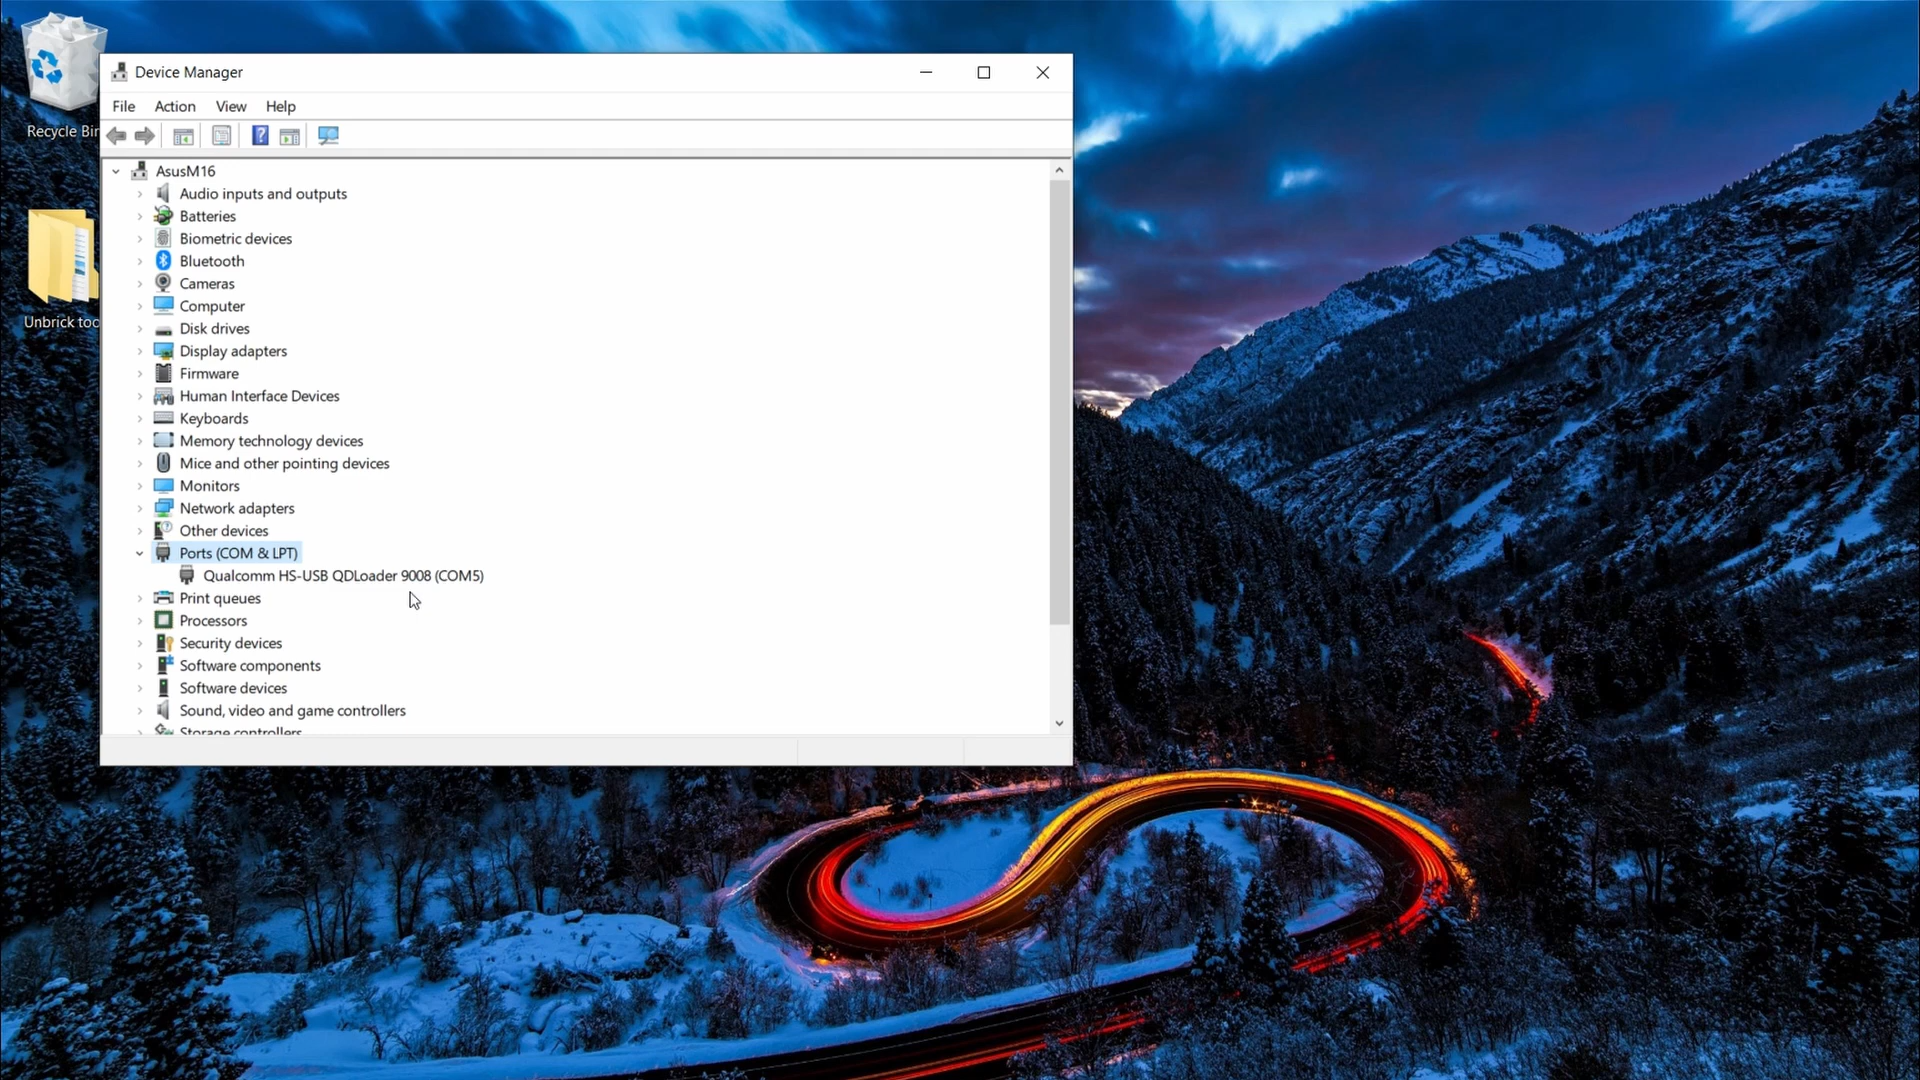 Recycle Bin
Unbrick too
Device Manager
File Action View Help
AsusM16
Audio inputs and outputs
Batteries
Biometric devices
Bluetooth
Cameras
Computer
Disk drives
Display adapters
Firmware
Human Interface Devices
Keyboards
Memory technology devices
Mice and other pointing devices
Monitors
Network adapters
Other devices
Ports (COM & LPT)
Qualcomm HS-USB QDLoader 9008 (COM5)
Print queues
Processors
Security devices
Software components
Software devices
Sound, video and game controllers
Storage controllers